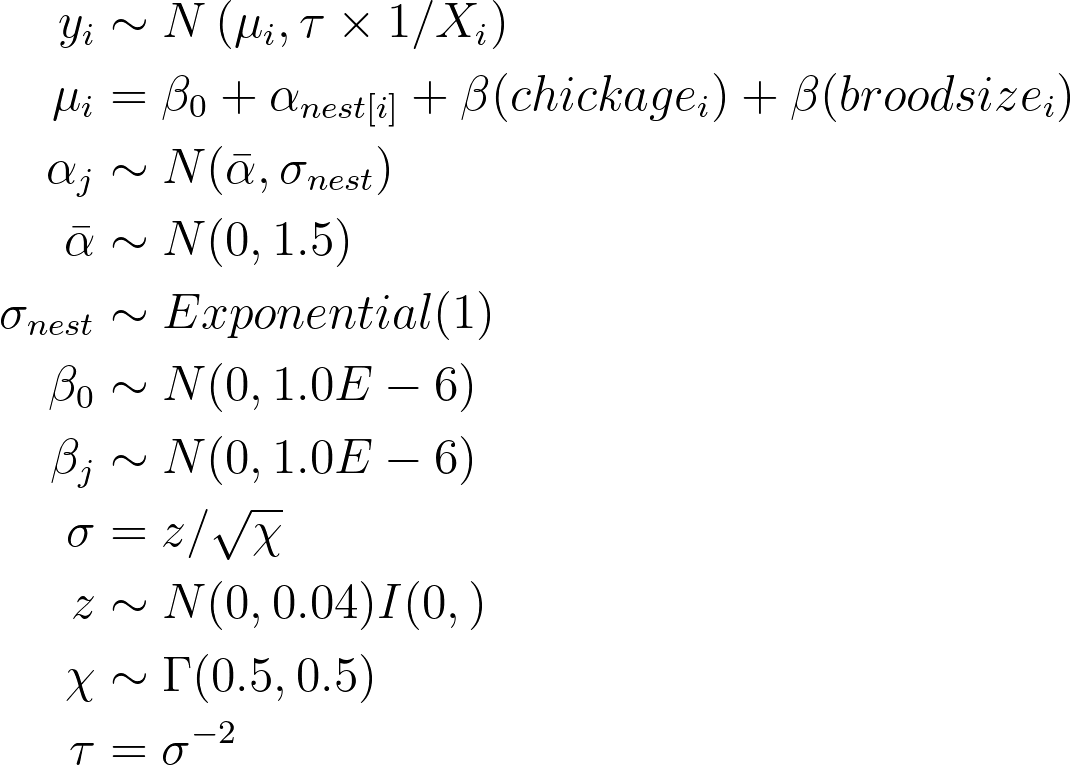 y_i ∼ N (μ_i, τ × 1/X_i)
μ_i = β_0 + α_{nest[i]} + β(chickage_i) + β(broodsize_i)
α_j ∼ N(ᾱ, σ_{nest})
ᾱ ∼ N(0, 1.5)
σ_{nest} ∼ Exponential(1)
β_0 ∼ N(0, 1.0E − 6)
β_j ∼ N(0, 1.0E − 6)
σ = z/√χ
z ∼ N(0, 0.04)I(0, )
χ ∼ Γ(0.5, 0.5)
τ = σ^{−2}